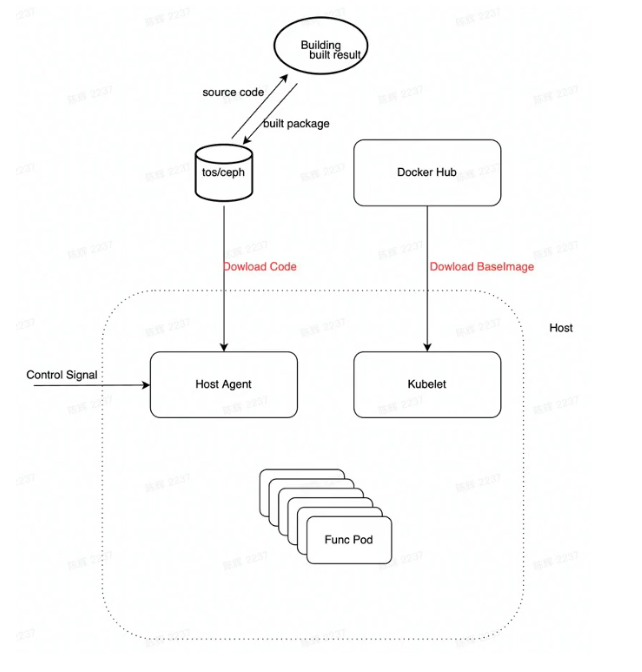 Building
built result
source code
built package
tos/ceph
Docker Hub
Dowload Code
Dowload BaseImage
Host
Control Signal
Host Agent
Kubelet
Func Pod